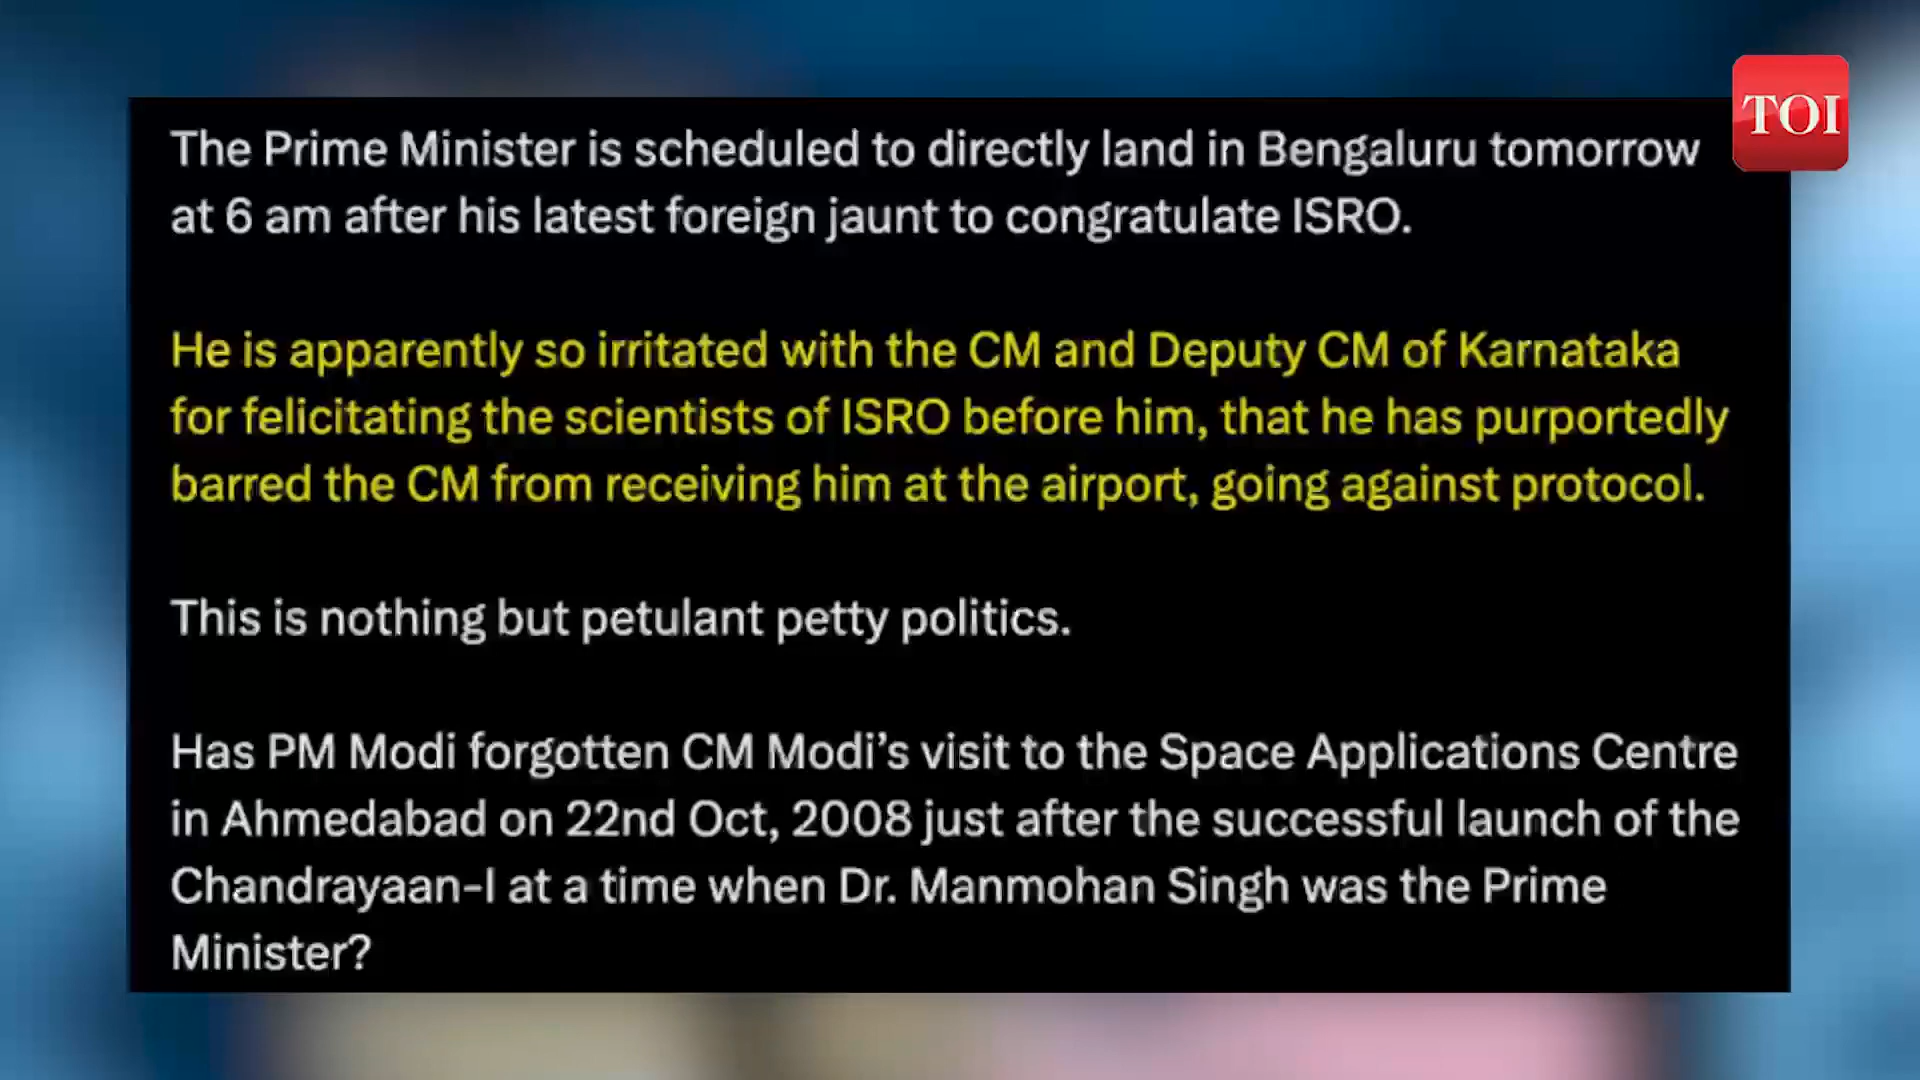 TOI
The Prime Minister is scheduled to directly land in Bengaluru tomorrow
at 6 am after his latest foreign jaunt to congratulate ISRO.
He is apparently so irritated with the CM and Deputy CM of Karnataka
for felicitating the scientists of ISRO before him, that he has purportedly
barred the CM from receiving him at the airport, going against protocol.
This is nothing but petulant petty politics.
Has PM Modi forgotten CM Modi’s visit to the Space Applications Centre
in Ahmedabad on 22nd Oct, 2008 just after the successful launch of the
Chandrayaan-I at a time when Dr. Manmohan Singh was the Prime
Minister?